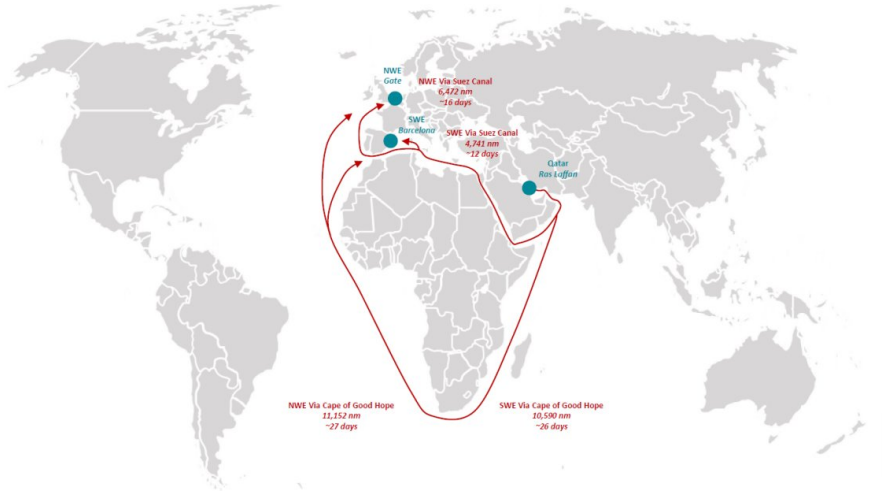 NWE
Gate
NWE Via Suez Canal
6,472 nm
~16 days
SWE
Barcelona
SWE Via Suez Canal
4,741 nm
~12 days
Qatar
Ras Laffan
NWE Via Cape of Good Hope
11,152 nm
~27 days
SWE Via Cape of Good Hope
10,590 nm
~26 days